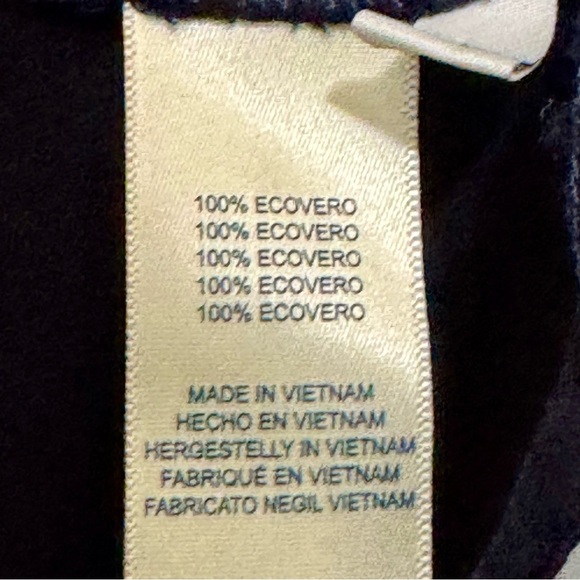 100% ECOVERO
100% ECOVERO
100% ECOVERO
100% ECOVERO
100% ECOVERO
MADE IN VIETNAM
HECHO EN VIETNAM
HERGESTELLY IN VIETNAM
FABRIQUÉ EN VIETNAM
FABRICATO NEGIL VIETNAM